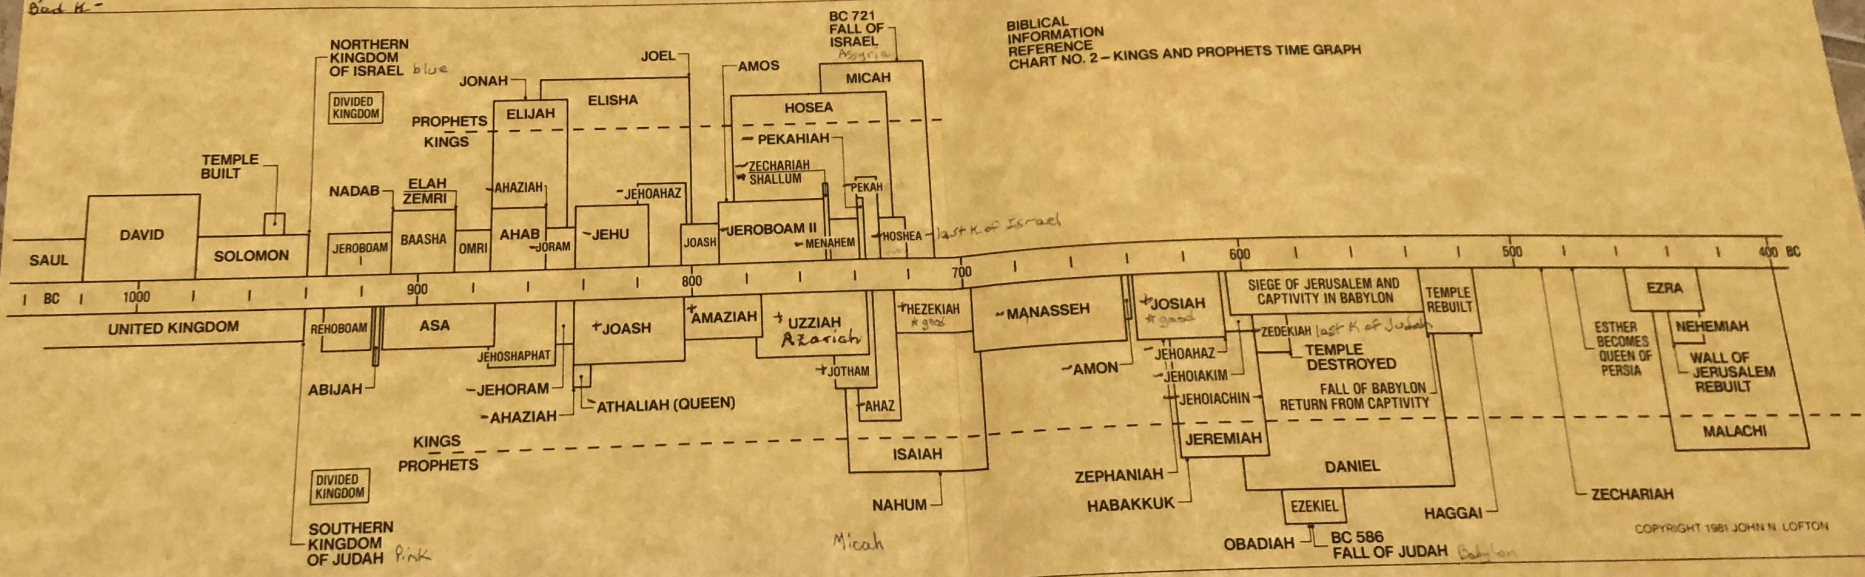 Bad K-
BIBLICAL
INFORMATION
REFERENCE
CHART NO. 2 – KINGS AND PROPHETS TIME GRAPH
NORTHERN
KINGDOM
OF ISRAEL blue
DIVIDED
KINGDOM
JONAH
JOEL
AMOS
BC 721
FALL OF
ISRAEL
Assyria
MICAH
ELIJAH
ELISHA
HOSEA
PROPHETS
KINGS
- PEKAHIAH
TEMPLE
BUILT
NADAB
ELAH
ZEMRI
- AHAZIAH
- JEHOAHAZ
- ZECHARIAH
SHALLUM
- PEKAH
SAUL
DAVID
SOLOMON
JEROBOAM
BAASHA
OMRI
AHAB
- JORAM
- JEHU
JOASH
- JEROBOAM II
- MENAHEM
- HOSHEA - last K of Israel
BC 1000 900 800 700 600 500 400 BC
UNITED KINGDOM
REHOBOAM
ABIJAH
ASA
JEHOSHAPHAT
- JEHORAM
- AHAZIAH
+ JOASH
- ATHALIAH (QUEEN)
+ AMAZIAH
+ UZZIAH
Azariah
+ JOTHAM
- AHAZ
+ HEZEKIAH
* good
- MANASSEH
- AMON
+ JOSIAH
* good
- JEHOAHAZ
- JEHOIAKIM
- JEHOIACHIN
SIEGE OF JERUSALEM AND
CAPTIVITY IN BABYLON
ZEDEKIAH last K of Judah
TEMPLE
DESTROYED
FALL OF BABYLON
RETURN FROM CAPTIVITY
TEMPLE
REBUILT
ESTHER
BECOMES
QUEEN OF
PERSIA
EZRA
NEHEMIAH
WALL OF
JERUSALEM
REBUILT
KINGS
PROPHETS
DIVIDED
KINGDOM
SOUTHERN
KINGDOM
OF JUDAH Pink
ISAIAH
NAHUM
Micah
ZEPHANIAH
HABAKKUK
JEREMIAH
DANIEL
EZEKIEL
OBADIAH
BC 586
FALL OF JUDAH Babylon
HAGGAI
ZECHARIAH
MALACHI
COPYRIGHT 1981 JOHN N. LOFTON